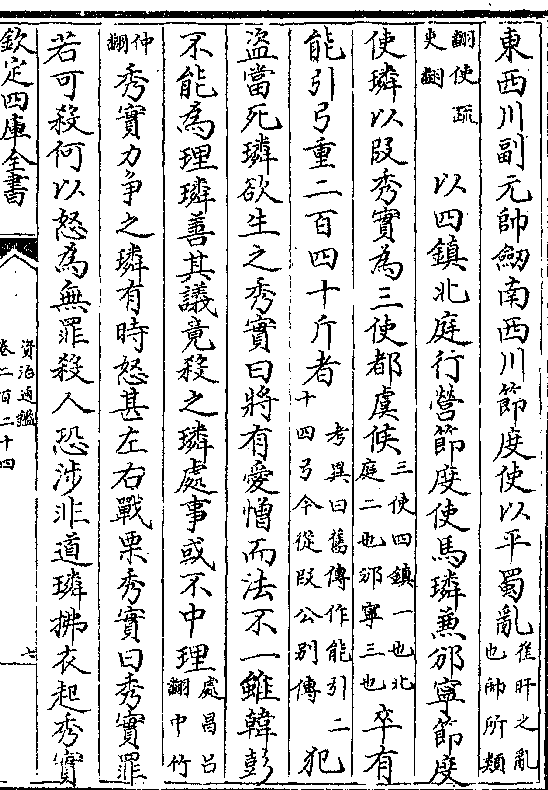 東西川副元帥劒南西川節度使以平蜀亂崔旰之亂也帥所類
翻使疏吏翻　以四鎮北庭行營節度使馬璘兼邠寧節度
使璘以段秀實為三使都虞候三使四鎮一也北庭二也邠寧三也卒有
能引弓重二百四十斤者考異曰舊傳作能引二十四弓今從段公别傳犯
盜當死璘欲生之秀實曰將有愛憎而法不一雖韓彭
不能為理璘善其議竟殺之璘處事或不中理處昌呂翻中竹
仲翻　秀實力爭之璘有時怒甚左右戰栗秀實曰秀實罪
若可殺何以怒為無罪殺人恐涉非道璘拂衣起秀實
欽定四庫全書
資治通鑑
卷二百二十四
七